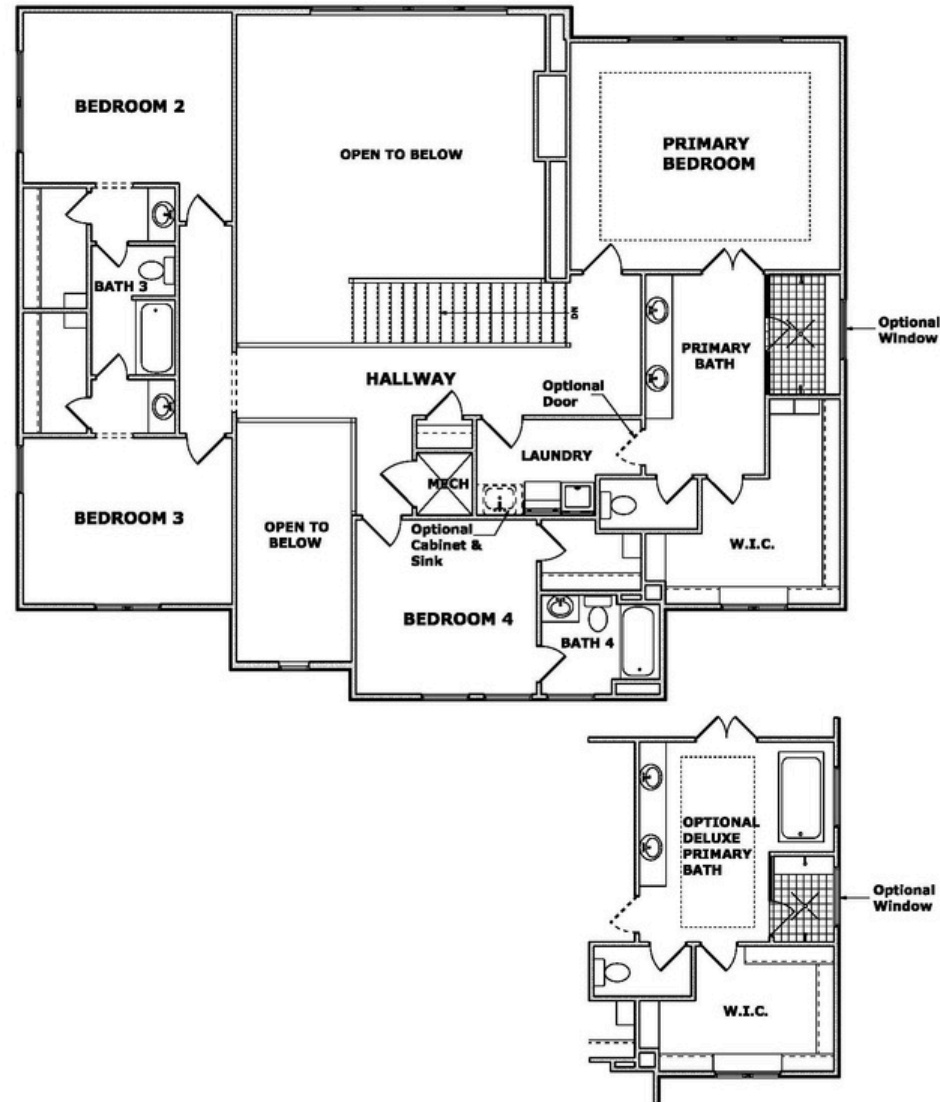 BEDROOM 2
OPEN TO BELOW
PRIMARY
BEDROOM
BATH 3
DN
Optional
Window
PRIMARY
BATH
HALLWAY
Optional
Door
LAUNDRY
MECH
BEDROOM 3
OPEN TO
BELOW
Optional
Cabinet &
Sink
W.I.C.
BEDROOM 4
BATH 4
OPTIONAL
DELUXE
PRIMARY
BATH
Optional
Window
W.I.C.